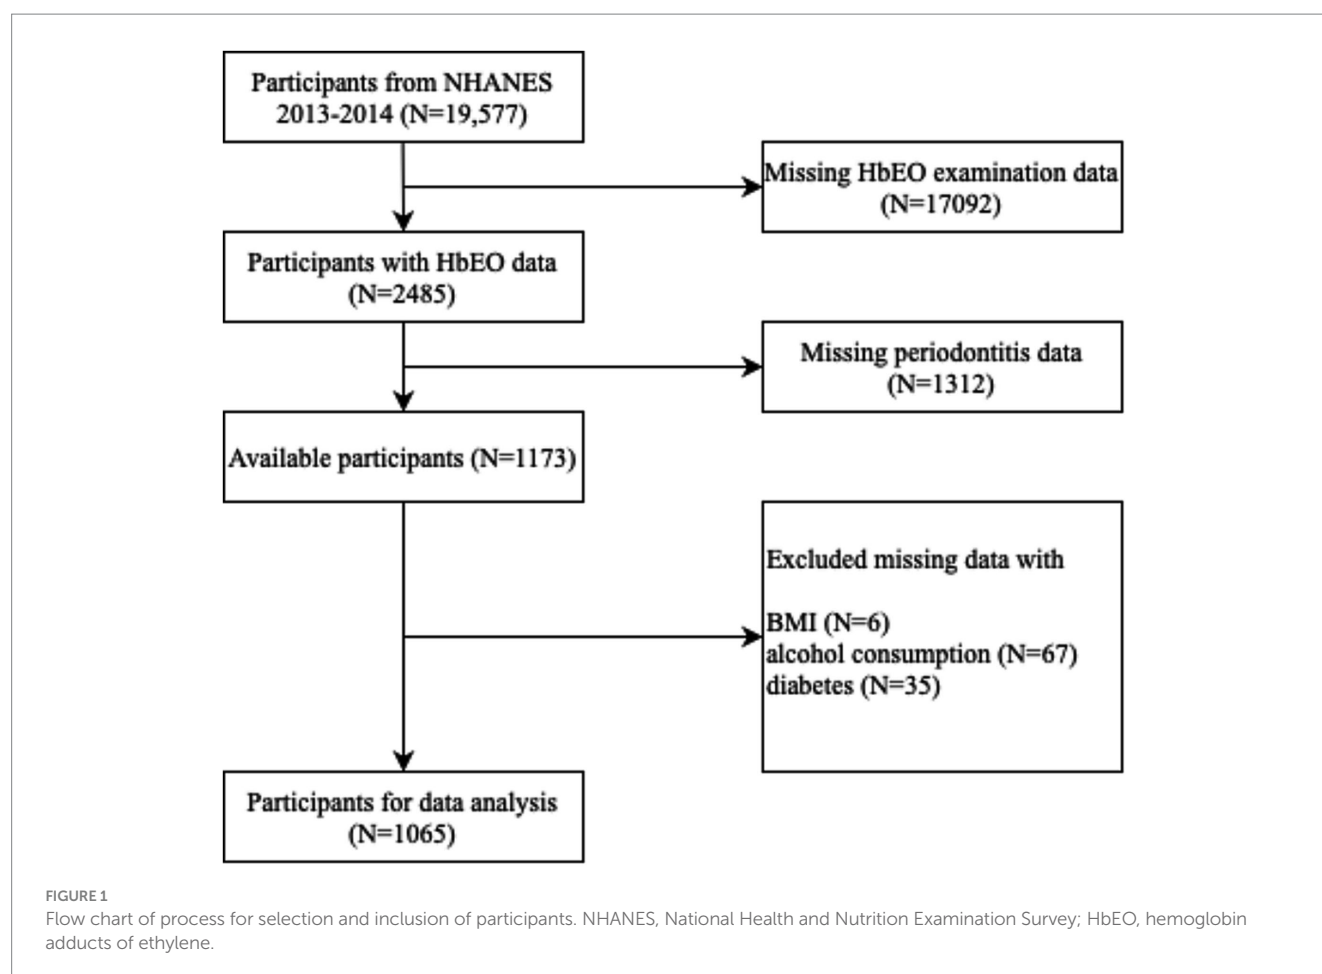 Participants from NHANES
2013-2014 (N=19,577)
Missing HbEO examination data
(N=17092)
Participants with HbEO data
(N=2485)
Missing periodontitis data
(N=1312)
Available participants (N=1173)
Excluded missing data with
BMI (N=6)
alcohol consumption (N=67)
diabetes (N=35)
Participants for data analysis
(N=1065)
FIGURE 1
Flow chart of process for selection and inclusion of participants. NHANES, National Health and Nutrition Examination Survey; HbEO, hemoglobin
adducts of ethylene.